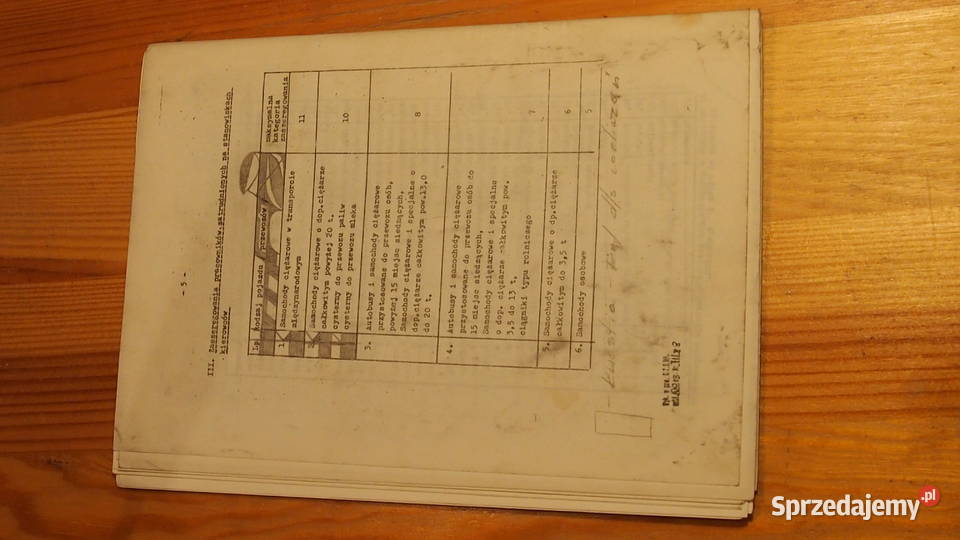 - 5 -
III. Zaszeregowania pracowników zatrudnionych na stanowiskach
kierowców
Lp
Rodzaj pojazdu /przewozów/
maksymalna
kategoria
zaszeregowania
1.
Samochody ciężarowe w transporcie
międzynarodowym
11
Samochody ciężarowe o dop.ciężarze
całkowitym powyżej 20 t.
cysterny do przewozu paliw
cysterny do przewozu mleka
10
3.
Autobusy i samochody ciężarowe
przystosowane do przewozu osób,
powyżej 15 miejsc siedzących,
Samochody ciężarowe i specjalne o
dop.ciężarze całkowitym pow.13,0
do 20 t.
8
4.
Autobusy i samochody ciężarowe
przystosowane do przewozu osób do
15 miejsc siedzących,
Samochody ciężarowe i specjalne
o dop. ciężarze całkowitym pow.
3,5 do 13 t.
ciągniki typu rolniczego
7
5.
Samochody ciężarowe o dop.ciężarze
całkowitym do 3,5 t
6
6.
Samochody osobowe
5
Sprzedajemy.pl